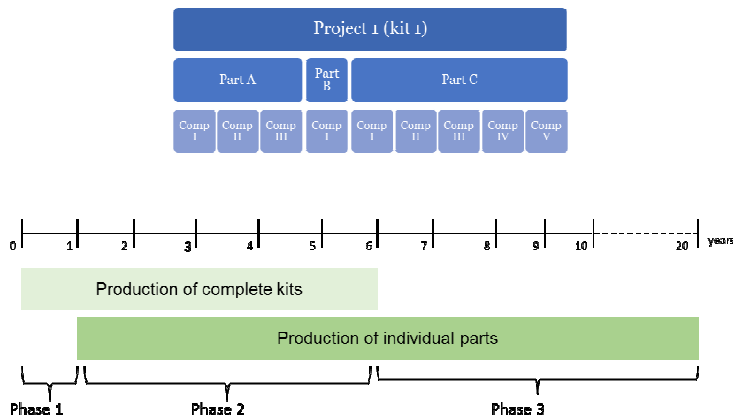 Project 1 (kit 1)
Part A
Part
B
Part C
Comp
I
Comp
II
Comp
III
Comp
I
Comp
I
Comp
II
Comp
III
Comp
IV
Comp
V
0 1 2 3 4 5 6 7 8 9 10 20 years
Production of complete kits
Production of individual parts
Phase 1 Phase 2 Phase 3